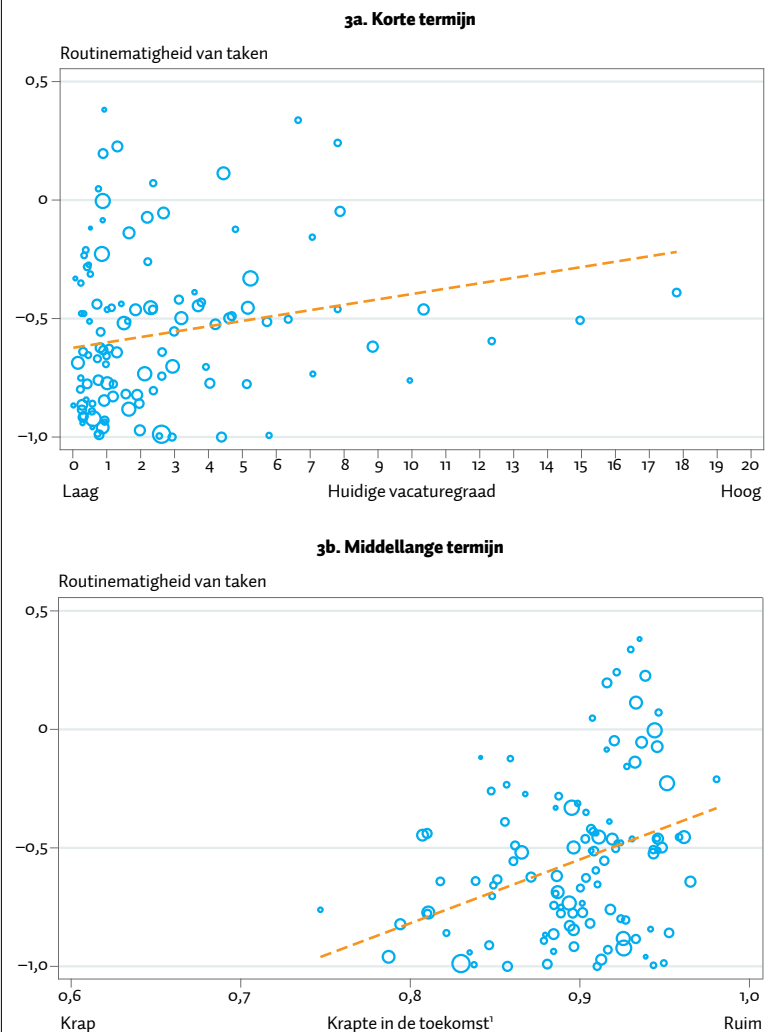 3a. Korte termijn
Routinematigheid van taken
0,5
0
−0,5
−1,0
0 1 2 3 4 5 6 7 8 9 10 11 12 13 14 15 16 17 18 19 20
Laag Huidige vacaturegraad Hoog
3b. Middellange termijn
Routinematigheid van taken
0,5
0
−0,5
−1,0
0,6 0,7 0,8 0,9 1,0
Krap Krapte in de toekomst¹ Ruim